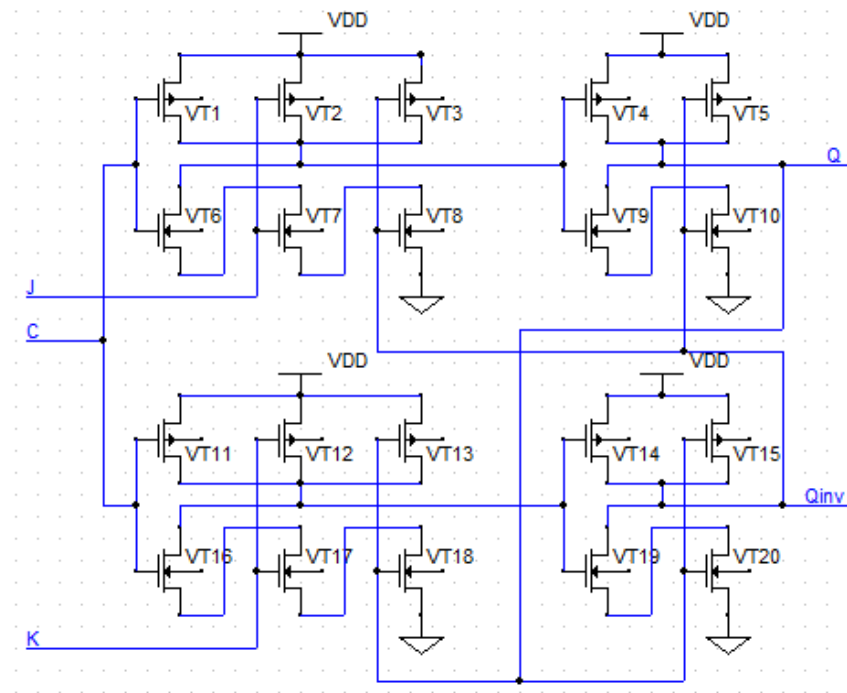 VDD VDD
VT1 VT2 VT3 VT4 VT5
Q
VT6 VT7 VT8 VT9 VT10
J
C
VDD VDD
VT11 VT12 VT13 VT14 VT15
Qinv
VT16 VT17 VT18 VT19 VT20
K